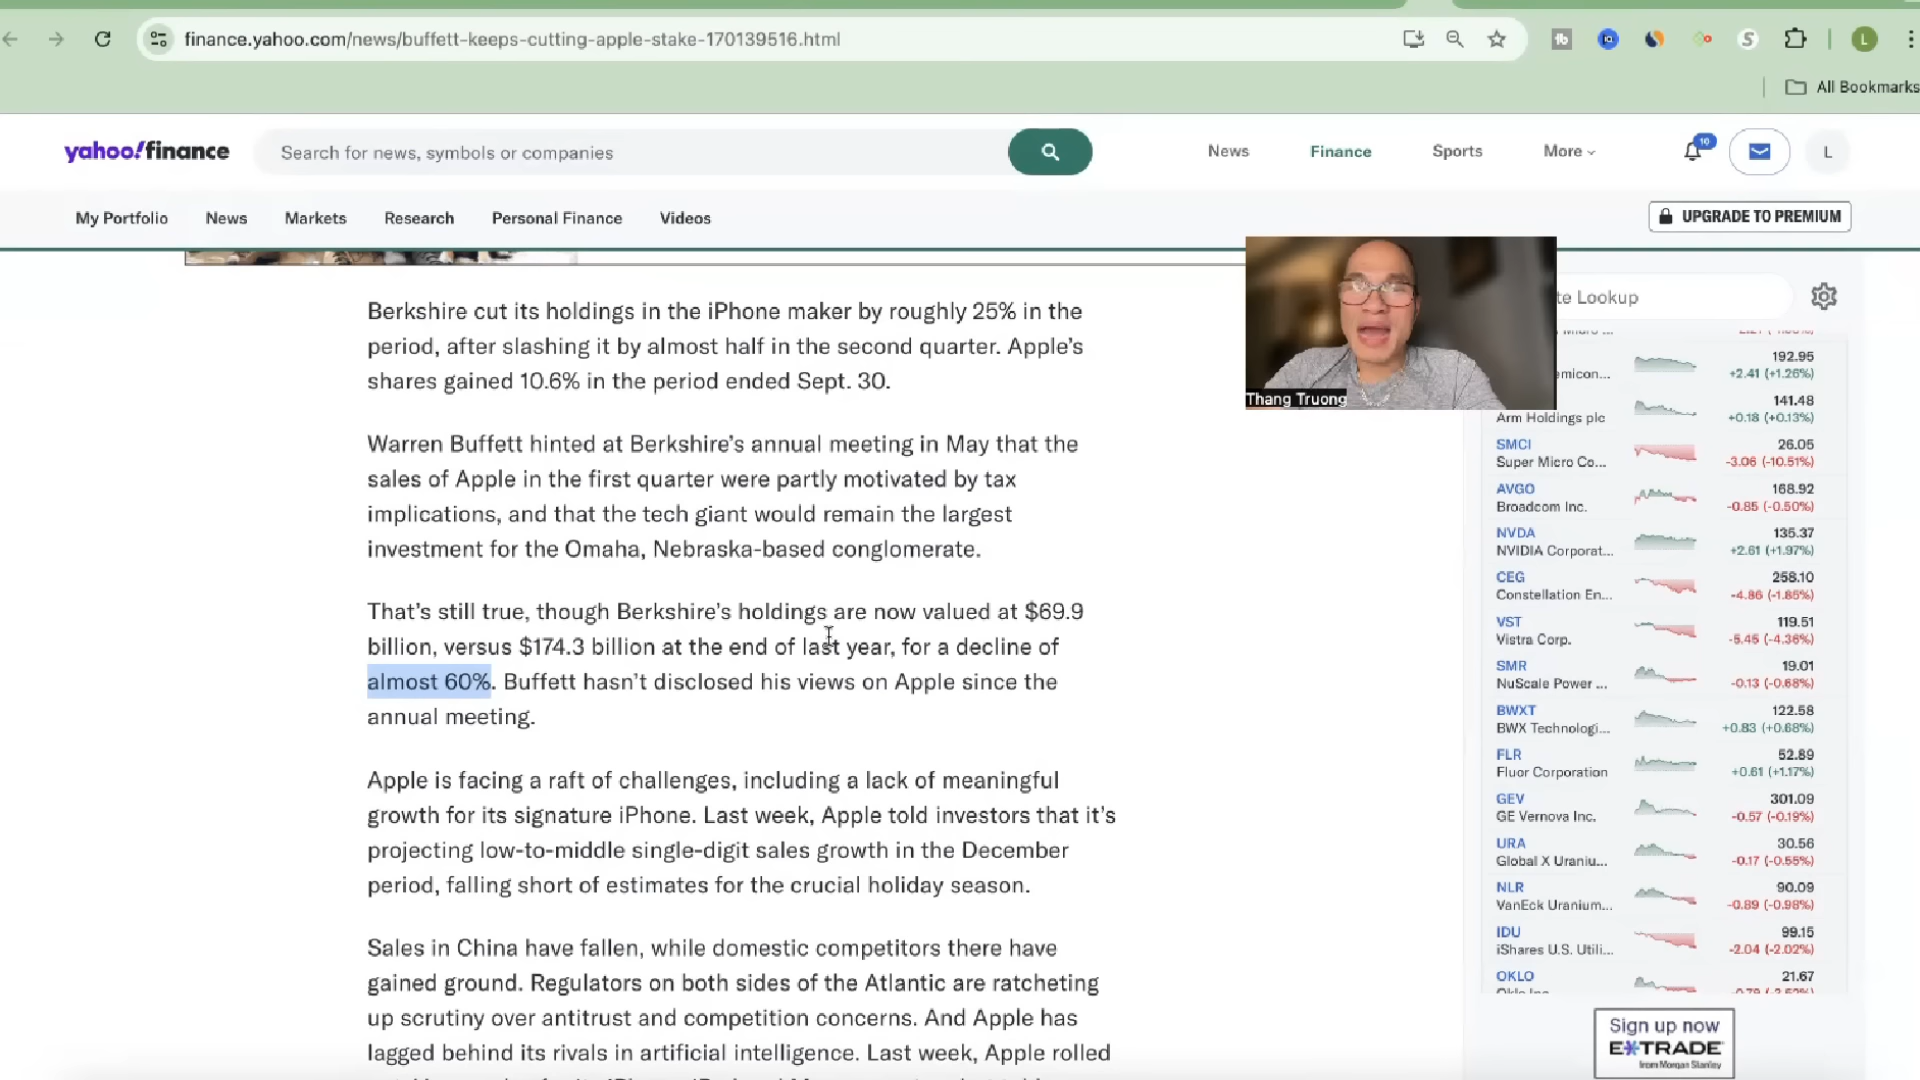 finance.yahoo.com/news/buffett-keeps-cutting-apple-stake-170139516.html
tb
L
All Bookmarks
yahoo!finance
Search for news, symbols or companies
News
Finance
Sports
More
10
L
My Portfolio
News
Markets
Research
Personal Finance
Videos
UPGRADE TO PREMIUM
Berkshire cut its holdings in the iPhone maker by roughly 25% in the
period, after slashing it by almost half in the second quarter. Apple's
shares gained 10.6% in the period ended Sept. 30.
Warren Buffett hinted at Berkshire's annual meeting in May that the
sales of Apple in the first quarter were partly motivated by tax
implications, and that the tech giant would remain the largest
investment for the Omaha, Nebraska-based conglomerate.
That's still true, though Berkshire's holdings are now valued at $69.9
billion, versus $174.3 billion at the end of last year, for a decline of
almost 60%. Buffett hasn't disclosed his views on Apple since the
annual meeting.
Apple is facing a raft of challenges, including a lack of meaningful
growth for its signature iPhone. Last week, Apple told investors that it's
projecting low-to-middle single-digit sales growth in the December
period, falling short of estimates for the crucial holiday season.
Sales in China have fallen, while domestic competitors there have
gained ground. Regulators on both sides of the Atlantic are ratcheting
up scrutiny over antitrust and competition concerns. And Apple has
lagged behind its rivals in artificial intelligence. Last week, Apple rolled
Thang Truong
te Lookup
192.95
emicon... +2.41 (+1.26%)
141.48
Arm Holdings plc +0.18 (+0.13%)
SMCI 26.05
Super Micro Co... -3.06 (-10.51%)
AVGO 168.92
Broadcom Inc. -0.85 (-0.50%)
NVDA 135.37
NVIDIA Corporat... +2.61 (+1.97%)
CEG 258.10
Constellation En... -4.86 (-1.85%)
VST 119.51
Vistra Corp. -5.45 (-4.36%)
SMR 19.01
NuScale Power ... -0.13 (-0.68%)
BWXT 122.58
BWX Technologi... +0.83 (+0.68%)
FLR 52.89
Fluor Corporation +0.61 (+1.17%)
GEV 301.09
GE Vernova Inc. -0.57 (-0.19%)
URA 30.56
Global X Uraniu... -0.17 (-0.55%)
NLR 90.09
VanEck Uranium... -0.89 (-0.98%)
IDU 99.15
iShares U.S. Utili... -2.04 (-2.02%)
OKLO 21.67
Sign up now
E*TRADE
from Morgan Stanley